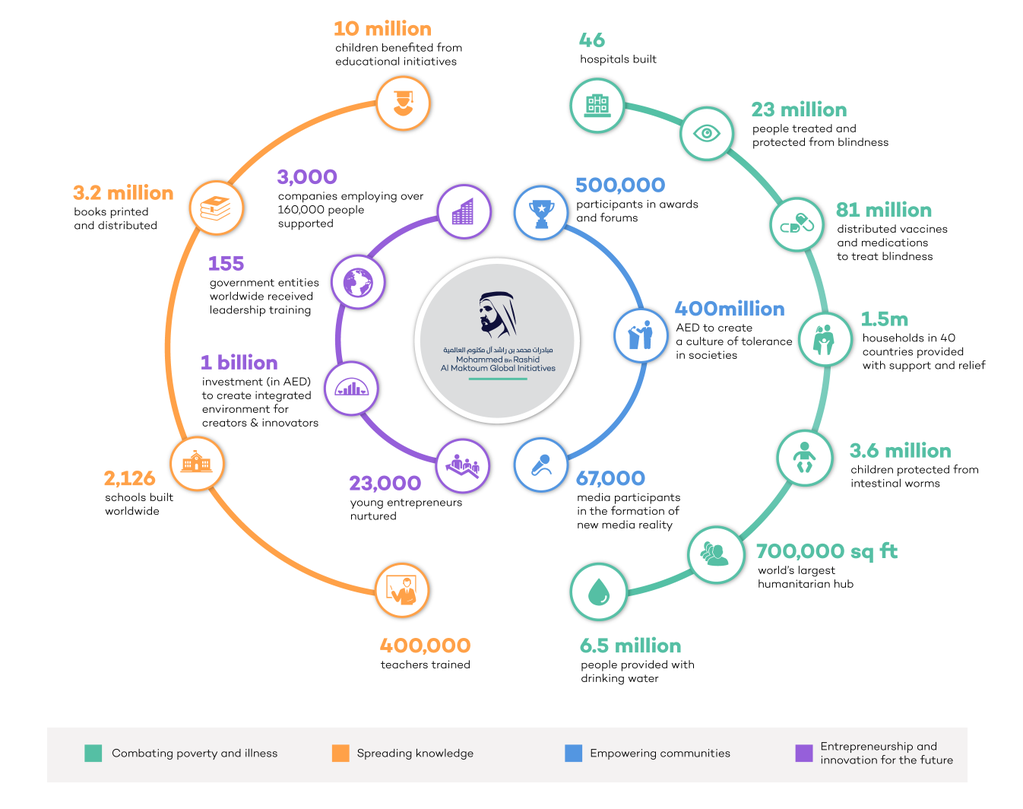 10 million
children benefited from
educational initiatives
46
hospitals built
23 million
people treated and
protected from blindness
3.2 million
books printed
and distributed
3,000
companies employing over
160,000 people
supported
500,000
participants in awards
and forums
81 million
distributed vaccines
and medications
to treat blindness
155
government entities
worldwide received
leadership training
400million
AED to create
a culture of tolerance
in societies
1.5m
households in 40
countries provided
with support and relief
مبادرات محمد بن راشد آل مكتوم العالمية
Mohammed Bin Rashid
Al Maktoum Global Initiatives
1 billion
investment (in AED)
to create integrated
environment for
creators & innovators
2,126
schools built
worldwide
23,000
young entrepreneurs
nurtured
67,000
media participants
in the formation of
new media reality
3.6 million
children protected from
intestinal worms
700,000 sq ft
world's largest
humanitarian hub
400,000
teachers trained
6.5 million
people provided with
drinking water
Combating poverty and illness
Spreading knowledge
Empowering communities
Entrepreneurship and
innovation for the future